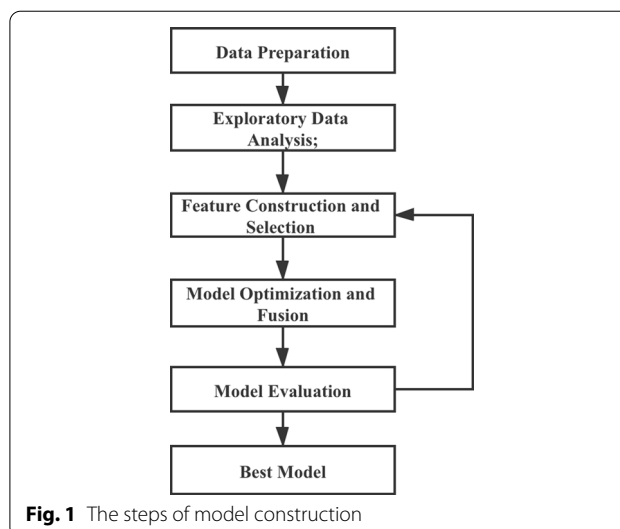 Data Preparation
Exploratory Data
Analysis;
Feature Construction and
Selection
Model Optimization and
Fusion
Model Evaluation
Best Model
Fig. 1 The steps of model construction